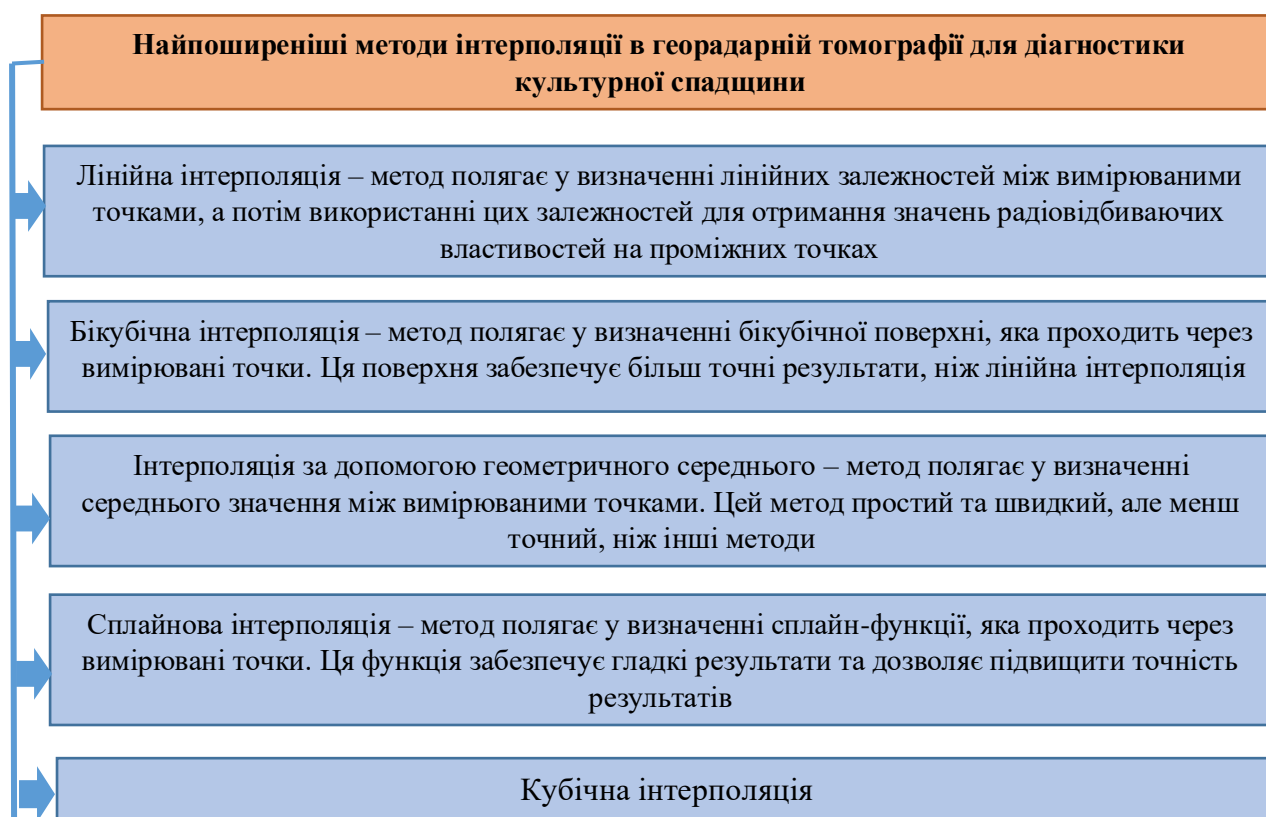 Найпоширеніші методи інтерполяції в георадарній томографії для діагностики
культурної спадщини
Лінійна інтерполяція – метод полягає у визначенні лінійних залежностей між вимірюваними
точками, а потім використанні цих залежностей для отримання значень радіовідбиваючих
властивостей на проміжних точках
Бікубічна інтерполяція – метод полягає у визначенні бікубічної поверхні, яка проходить через
вимірювані точки. Ця поверхня забезпечує більш точні результати, ніж лінійна інтерполяція
Інтерполяція за допомогою геометричного середнього – метод полягає у визначенні
середнього значення між вимірюваними точками. Цей метод простий та швидкий, але менш
точний, ніж інші методи
Сплайнова інтерполяція – метод полягає у визначенні сплайн-функції, яка проходить через
вимірювані точки. Ця функція забезпечує гладкі результати та дозволяє підвищити точність
результатів
Кубічна інтерполяція